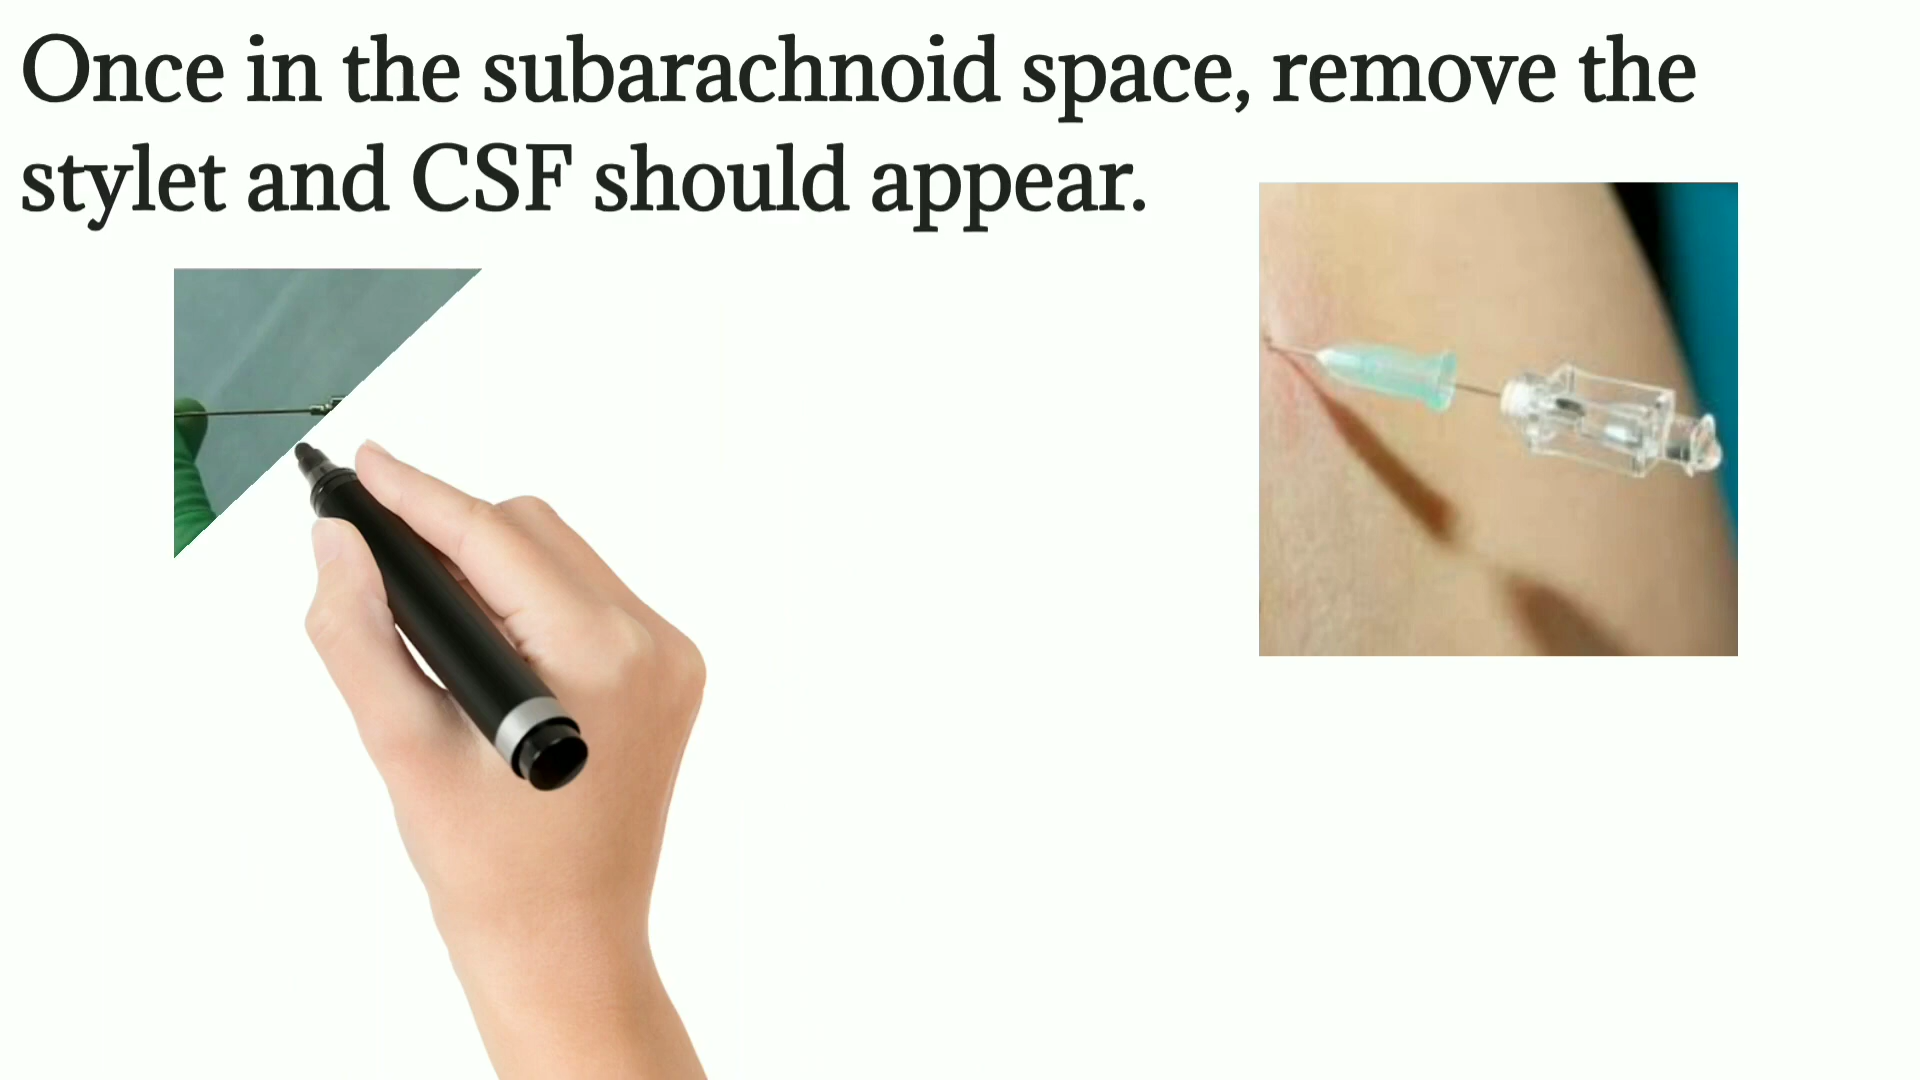 Once in the subarachnoid space, remove the
stylet and CSF should appear.